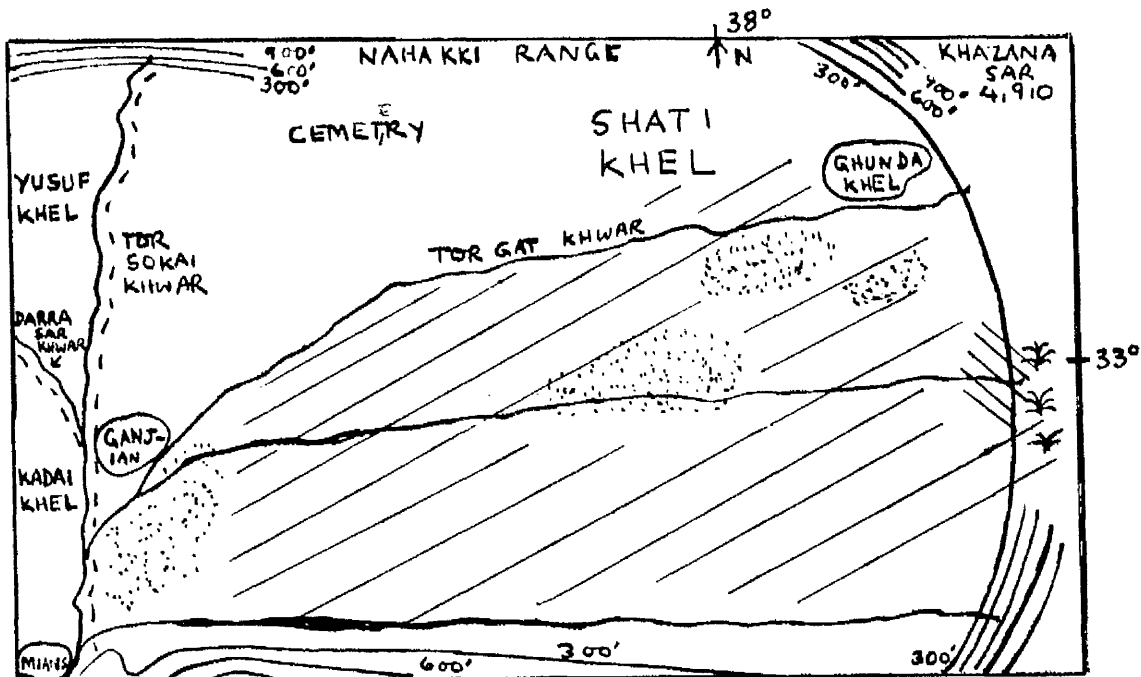 38°
N
NAHAKKI RANGE
900'
600'
300'
KHAZANA
SAR
4,910
300'
600'
900'
CEMETRY
E
SHATI
KHEL
GHUNDA
KHEL
YUSUF
KHEL
TOR
SOKAI
KHWAR
TOR GAT KHWAR
DARRA
SAR
KHWAR
33°
GANJ-
IAN
KADAI
KHEL
MIANS
600'
300'
300'